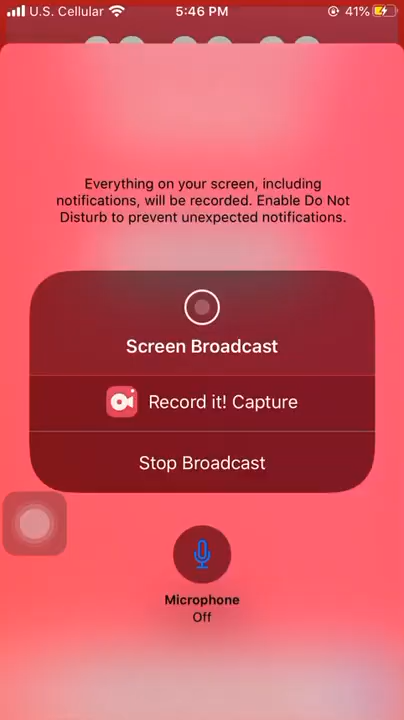 U.S. Cellular 5:46 PM 41%
Everything on your screen, including
notifications, will be recorded. Enable Do Not
Disturb to prevent unexpected notifications.
Screen Broadcast
Record it! Capture
Stop Broadcast
Microphone
Off